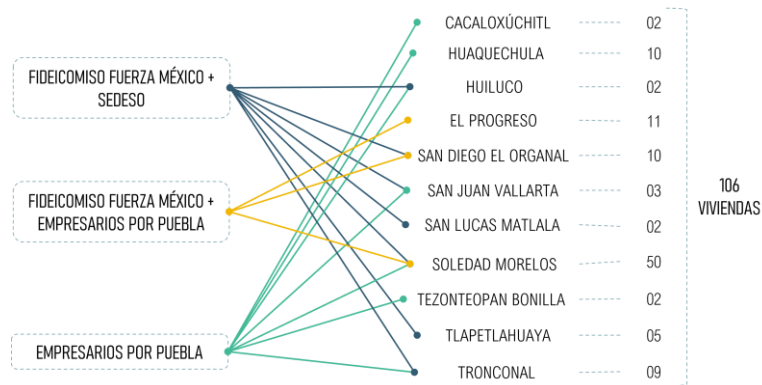 FIDEICOMISO FUERZA MÉXICO +
SEDESO
FIDEICOMISO FUERZA MÉXICO +
EMPRESARIOS POR PUEBLA
EMPRESARIOS POR PUEBLA
CACALOXÚCHITL 02
HUAQUECHULA 10
HUILUCO 02
EL PROGRESO 11
SAN DIEGO EL ORGANAL 10
SAN JUAN VALLARTA 03
SAN LUCAS MATLALA 02
SOLEDAD MORELOS 50
TEZONTEOPAN BONILLA 02
TLAPETLAHUAYA 05
TRONCONAL 09
106
VIVIENDAS